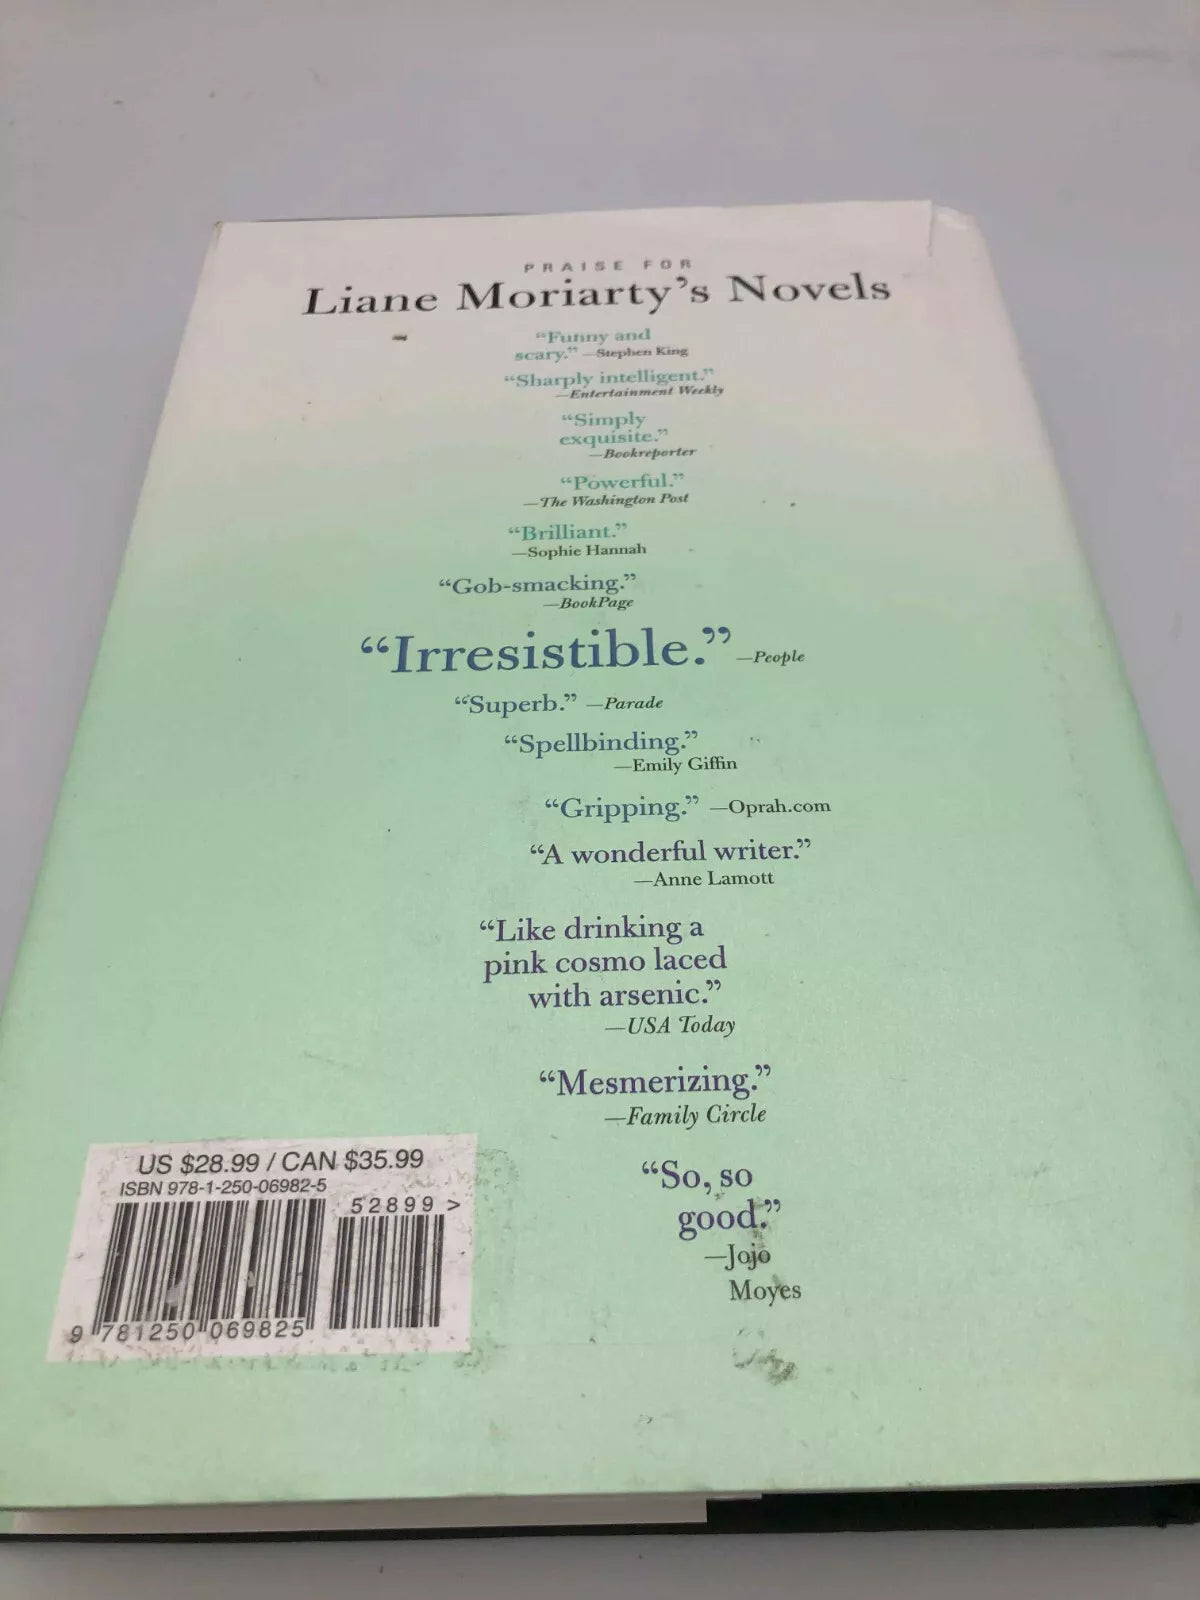 PRAISE FOR
Liane Moriarty’s Novels
“Funny and
scary.” —Stephen King
“Sharply intelligent.”
—Entertainment Weekly
“Simply
exquisite.”
—Bookreporter
“Powerful.”
—The Washington Post
“Brilliant.”
—Sophie Hannah
“Gob-smacking.”
—BookPage
“Irresistible.” —People
“Superb.” —Parade
“Spellbinding.”
—Emily Giffin
“Gripping.” —Oprah.com
“A wonderful writer.”
—Anne Lamott
“Like drinking a
pink cosmo laced
with arsenic.”
—USA Today
“Mesmerizing.”
—Family Circle
“So, so
good.”
—Jojo
Moyes
US $28.99 / CAN $35.99
ISBN 978-1-250-06982-5
52899>
9 781250 069825